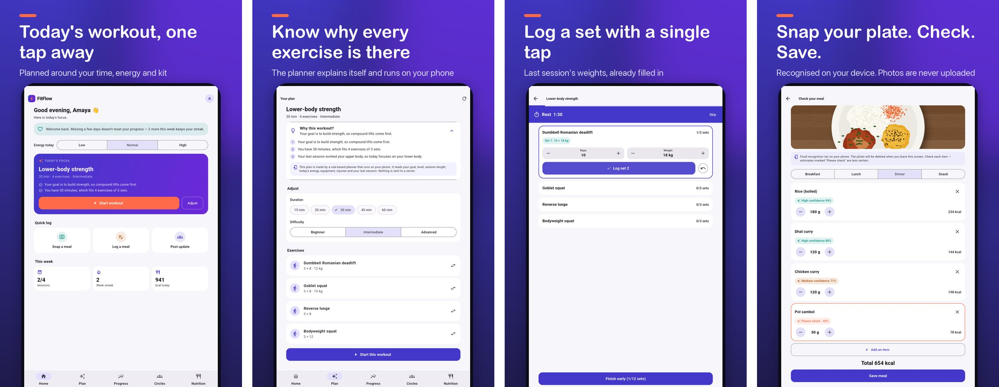 Today's workout, one
tap away
Planned around your time, energy and kit
FitFlow
A
Good evening, Amaya 👋
Here is today's focus.
Welcome back. Missing a few days doesn't reset your progress — 2 more this week keeps your streak.
Energy today
Low
Normal
High
TODAY'S FOCUS
Lower-body strength
30 min · 4 exercises · Intermediate
Your goal is to build strength, so compound lifts come first.
You have 30 minutes, which fits 4 exercises of 3 sets.
Start workout
Adjust
Quick log
Snap a meal
Log a meal
Post update
This week
2/4
Sessions
2
Week streak
941
kcal today
Home
Plan
Progress
Circles
Nutrition
Know why every
exercise is there
The planner explains itself and runs on your phone
Your plan
Lower-body strength
30 min · 4 exercises · Intermediate
Why this workout?
Your goal is to build strength, so compound lifts come first.
1 Your goal is to build strength, so compound lifts come first.
2 You have 30 minutes, which fits 4 exercises of 3 sets.
3 Your last session worked your upper body, so today focuses on your lower body.
This plan is made by a rule-based planner that runs on your phone. It reads your goal, level, session length,
today's energy, equipment, injuries and your last session. Nothing is sent to a server.
Adjust
Duration
15 min
20 min
30 min
45 min
60 min
Difficulty
Beginner
Intermediate
Advanced
Exercises
Dumbbell Romanian deadlift
3 × 8 · 12 kg
Goblet squat
3 × 8 · 10 kg
Reverse lunge
3 × 8
Bodyweight squat
3 × 12
Start this workout
Home
Plan
Progress
Circles
Nutrition
Log a set with a single
tap
Last session's weights, already filled in
Lower-body strength
Rest 1:30
Skip
Dumbbell Romanian deadlift
1/3 sets
Set 1: 10 × 18 kg
Reps
10
Weight
18 kg
Log set 2
Goblet squat
0/3 sets
Reverse lunge
0/3 sets
Bodyweight squat
0/3 sets
Finish early (1/12 sets)
Snap your plate. Check.
Save.
Recognised on your device. Photos are never uploaded
Check your meal
Food recognition ran on your phone. The photo will be deleted when you leave this screen. Check each item —
estimates marked "Please check" are less certain.
Breakfast
Lunch
Dinner
Snack
Rice (boiled)
High confidence 94%
180 g
234 kcal
Dhal curry
High confidence 88%
120 g
144 kcal
Chicken curry
Medium confidence 71%
120 g
198 kcal
Pol sambol
Please check · 46%
30 g
78 kcal
Add an item
Total 654 kcal
Save meal